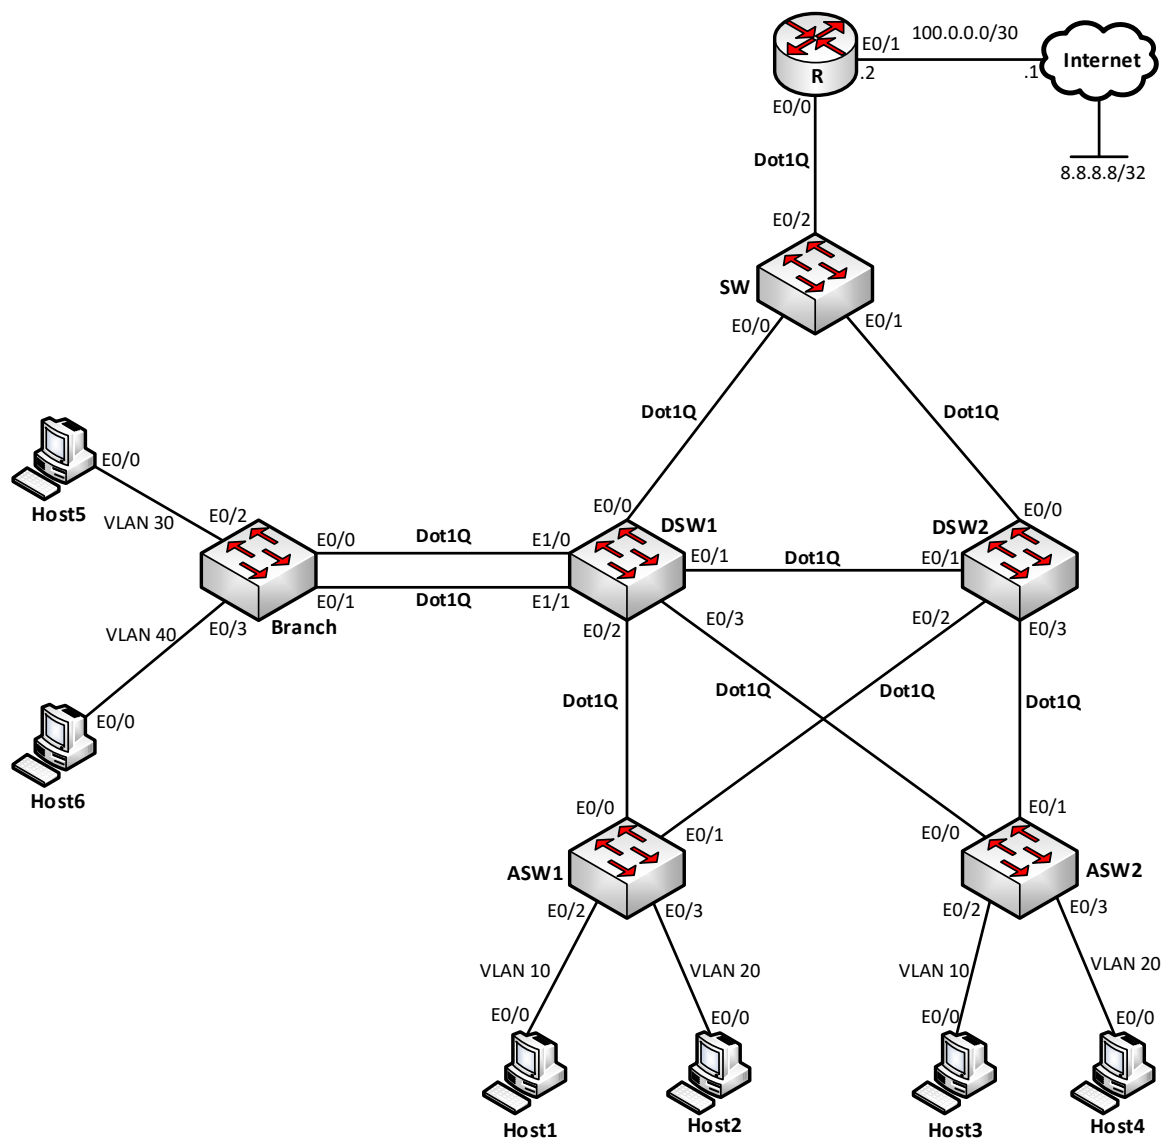 E0/1
100.0.0.0/30
Internet
R
.2
.1
E0/0
8.8.8.8/32
Dot1Q
E0/2
SW
E0/0
E0/1
Dot1Q
Dot1Q
E0/0
Host5
VLAN 30
E0/2
E0/0
Dot1Q
E1/0
E0/0
DSW1
E0/1
Dot1Q
E0/0
DSW2
E0/1
E0/1
Dot1Q
E1/1
VLAN 40
E0/3
Branch
E0/2
E0/3
E0/2
E0/3
E0/0
Host6
Dot1Q
Dot1Q
Dot1Q
Dot1Q
E0/0
E0/1
E0/0
E0/1
ASW1
ASW2
E0/2
E0/3
E0/2
E0/3
VLAN 10
VLAN 20
VLAN 10
VLAN 20
E0/0
E0/0
E0/0
E0/0
Host1
Host2
Host3
Host4